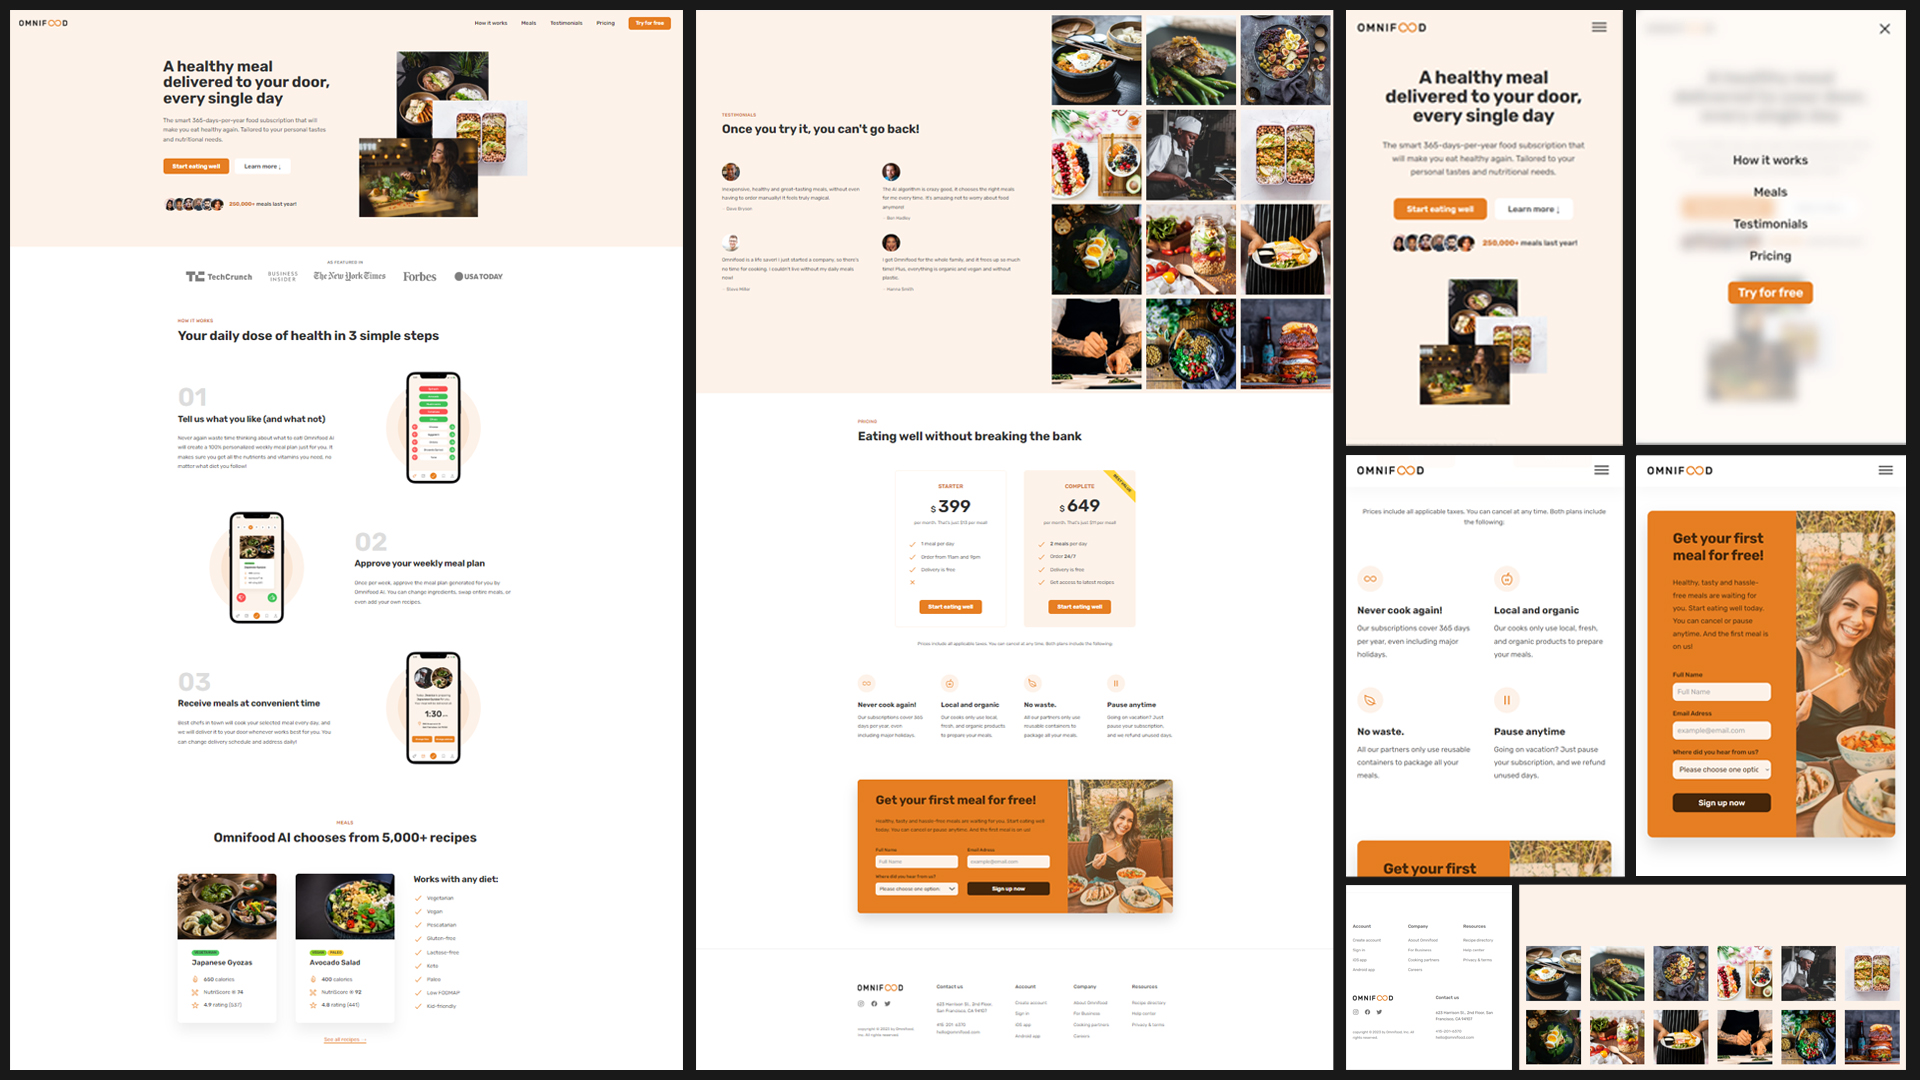 OMNIFOOD
How it works
Meals
Testimonials
Pricing
Try for free
A healthy meal
delivered to your door,
every single day
The smart 365-days-per-year food subscription that will
make you eat healthy again. Tailored to your personal tastes
and nutritional needs.
Start eating well
Learn more ↓
250,000+ meals last year!
AS FEATURED IN
TechCrunch
BUSINESS
INSIDER
The New York Times
Forbes
USA TODAY
HOW IT WORKS
Your daily dose of health in 3 simple steps
01
Tell us what you like (and what not)
Never again waste time thinking about what to eat! Omnifood AI
will create a 100% personalized weekly meal plan just for you. It
makes sure you get all the nutrients and vitamins you need, no
matter what diet you follow!
02
Approve your weekly meal plan
Once per week, approve the meal plan generated for you by
Omnifood AI. You can change ingredients, swap entire meals, or
even add your own recipes.
03
Receive meals at convenient time
Best chefs in town will cook your selected meal every day, and
we will deliver it to your door whenever works best for you. You
can change delivery schedule and address daily!
1:30
MEALS
Omnifood AI chooses from 5,000+ recipes
VEGETARIAN
Japanese Gyozas
650 calories
NutriScore ® 74
4.9 rating (537)
VEGAN
PALEO
Avocado Salad
400 calories
NutriScore ® 92
4.8 rating (441)
Works with any diet:
Vegetarian
Vegan
Pescatarian
Gluten-free
Lactose-free
Keto
Paleo
Low FODMAP
Kid-friendly
See all recipes →
TESTIMONIALS
Once you try it, you can't go back!
Inexpensive, healthy and great-tasting meals, without even
having to order manually! It feels truly magical.
- Dave Bryson
The AI algorithm is crazy good, it chooses the right meals
for me every time. It's amazing not to worry about food
anymore!
- Ben Hadley
Omnifood is a life saver! I just started a company, so there's
no time for cooking. I couldn't live without my daily meals
now!
- Steve Miller
I got Omnifood for the whole family, and it frees up so much
time! Plus, everything is organic and vegan and without
plastic.
- Hanna Smith
PRICING
Eating well without breaking the bank
STARTER
$ 399
per month. That's just $13 per meal!
1 meal per day
Order from 11am and 9pm
Delivery is free
Start eating well
BEST VALUE
COMPLETE
$ 649
per month. That's just $11 per meal!
2 meals per day
Order 24/7
Delivery is free
Get access to latest recipes
Start eating well
Prices include all applicable taxes. You can cancel at any time. Both plans include the following:
Never cook again!
Our subscriptions cover 365
days per year, even
including major holidays.
Local and organic
Our cooks only use local,
fresh, and organic products
to prepare your meals.
No waste.
All our partners only use
reusable containers to
package all your meals.
Pause anytime
Going on vacation? Just
pause your subscription,
and we refund unused days.
Get your first meal for free!
Healthy, tasty and hassle-free meals are waiting for you. Start eating well
today. You can cancel or pause anytime. And the first meal is on us!
Full Name
Full Name
Email Adress
example@email.com
Where did you hear from us?
Please choose one option:
Sign up now
OMNIFOOD
copyright © 2023 by Omnifood,
Inc. All rights reserved.
Contact us
623 Harrison St., 2nd Floor,
San Francisco, CA 94107
415-201-6370
hello@omnifood.com
Account
Create account
Sign in
iOS app
Android app
Company
About Omnifood
For Business
Cooking partners
Careers
Resources
Recipe directory
Help center
Privacy & terms
OMNIFOOD
A healthy meal
delivered to your door,
every single day
The smart 365-days-per-year food subscription that
will make you eat healthy again. Tailored to your
personal tastes and nutritional needs.
Start eating well
Learn more ↓
250,000+ meals last year!
How it works
Meals
Testimonials
Pricing
Try for free
OMNIFOOD
Prices include all applicable taxes. You can cancel at any time. Both plans include
the following:
Never cook again!
Our subscriptions cover 365 days
per year, even including major
holidays.
Local and organic
Our cooks only use local, fresh,
and organic products to prepare
your meals.
No waste.
All our partners only use reusable
containers to package all your
meals.
Pause anytime
Going on vacation? Just pause
your subscription, and we refund
unused days.
Get your first
OMNIFOOD
Get your first
meal for free!
Healthy, tasty and hassle-
free meals are waiting for
you. Start eating well today.
You can cancel or pause
anytime. And the first meal is
on us!
Full Name
Full Name
Email Adress
example@email.com
Where did you hear from us?
Please choose one optic
Sign up now
Account
Create account
Sign in
iOS app
Android app
Company
About Omnifood
For Business
Cooking partners
Careers
Resources
Recipe directory
Help center
Privacy & terms
OMNIFOOD
copyright © 2023 by Omnifood, Inc. All
rights reserved.
Contact us
623 Harrison St., 2nd Floor, San
Francisco, CA 94107
415-201-6370
hello@omnifood.com